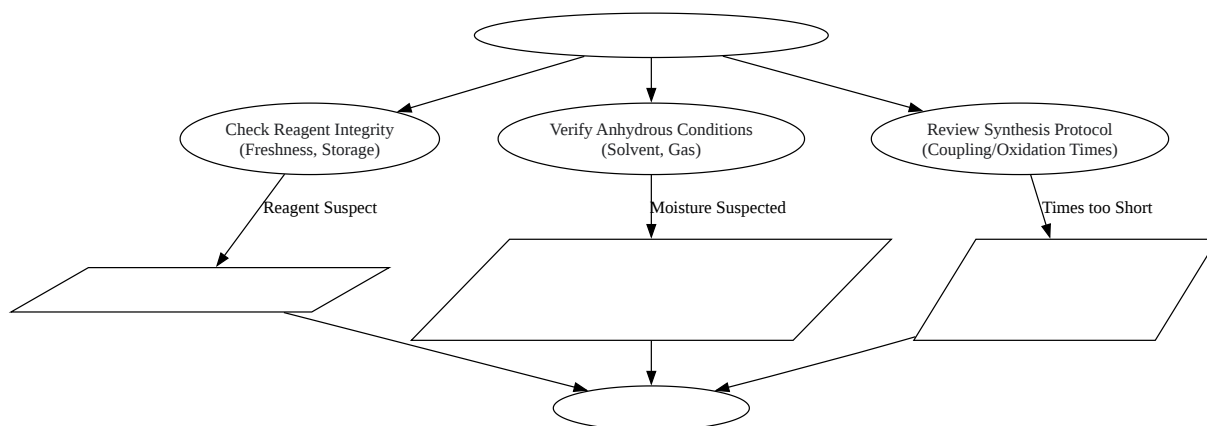 Check Reagent Integrity
(Freshness, Storage)
Verify Anhydrous Conditions
(Solvent, Gas)
Review Synthesis Protocol
(Coupling/Oxidation Times)
Reagent Suspect
Moisture Suspected
Times too Short